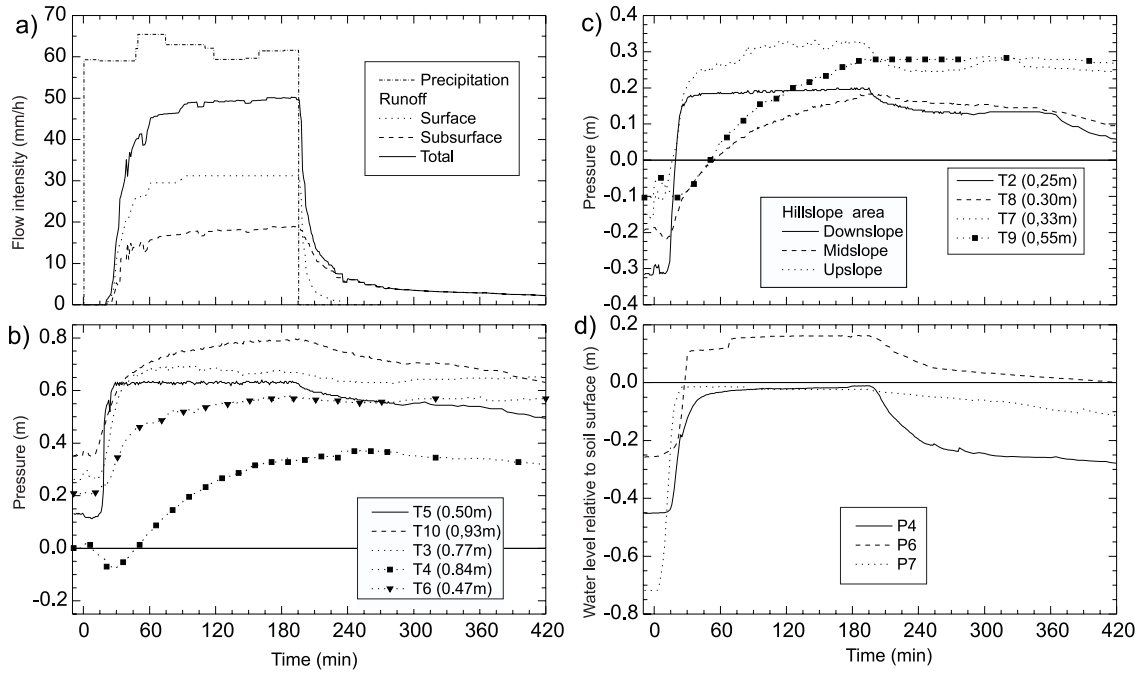 a)
70
60
50
40
30
20
10
0
Flow intensity (mm/h)
Precipitation
Runoff
Surface
Subsurface
Total
b)
0.8
0.6
0.4
0.2
0.0
-0.2
Pressure (m)
T5 (0.50m)
T10 (0,93m)
T3 (0.77m)
T4 (0.84m)
T6 (0.47m)
0 60 120 180 240 300 360 420
Time (min)
c)
0.4
0.3
0.2
0.1
0.0
-0.1
-0.2
-0.3
-0.4
Pressure (m)
Hillslope area
Downslope
Midslope
Upslope
T2 (0,25m)
T8 (0.30m)
T7 (0,33m)
T9 (0,55m)
d)
0.2
0.0
-0.2
-0.4
-0.6
-0.8
Water level relative to soil surface (m)
P4
P6
P7
0 60 120 180 240 300 360 420
Time (min)